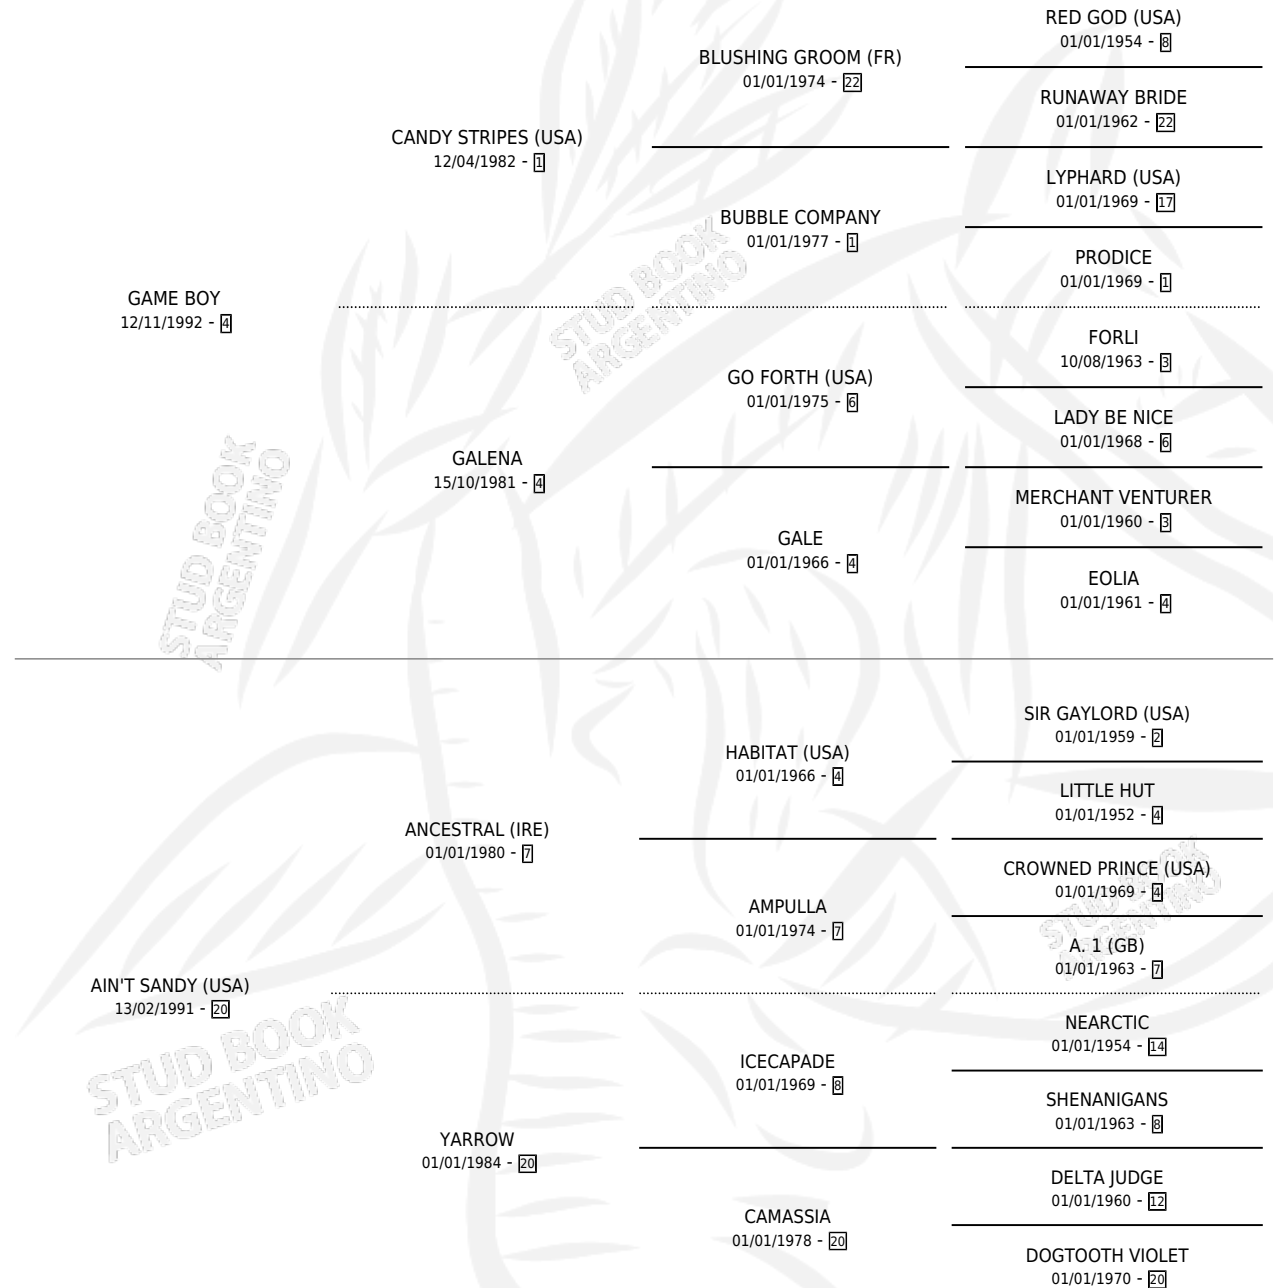 RED GOD (USA)
01/01/1954 - 8
BLUSHING GROOM (FR)
01/01/1974 - 22
RUNAWAY BRIDE
01/01/1962 - 22
CANDY STRIPES (USA)
12/04/1982 - 1
LYPHARD (USA)
01/01/1969 - 17
BUBBLE COMPANY
01/01/1977 - 1
PRODICE
01/01/1969 - 1
GAME BOY
12/11/1992 - 4
STUD BOOK
ARGENTINO
FORLI
10/08/1963 - 3
GO FORTH (USA)
01/01/1975 - 6
LADY BE NICE
01/01/1968 - 6
GALENA
15/10/1981 - 4
MERCHANT VENTURER
01/01/1960 - 3
GALE
01/01/1966 - 4
EOLIA
01/01/1961 - 4
STUD BOOK
ARGENTINO
SIR GAYLORD (USA)
01/01/1959 - 2
HABITAT (USA)
01/01/1966 - 4
LITTLE HUT
01/01/1952 - 4
ANCESTRAL (IRE)
01/01/1980 - 7
CROWNED PRINCE (USA)
01/01/1969 - 4
AMPULLA
01/01/1974 - 7
STUD BOOK
ARGENTINO
A. 1 (GB)
01/01/1963 - 7
AIN'T SANDY (USA)
13/02/1991 - 20
STUD BOOK
ARGENTINO
NEARCTIC
01/01/1954 - 14
ICECAPADE
01/01/1969 - 8
SHENANIGANS
01/01/1963 - 8
YARROW
01/01/1984 - 20
DELTA JUDGE
01/01/1960 - 12
CAMASSIA
01/01/1978 - 20
DOGTOOTH VIOLET
01/01/1970 - 20